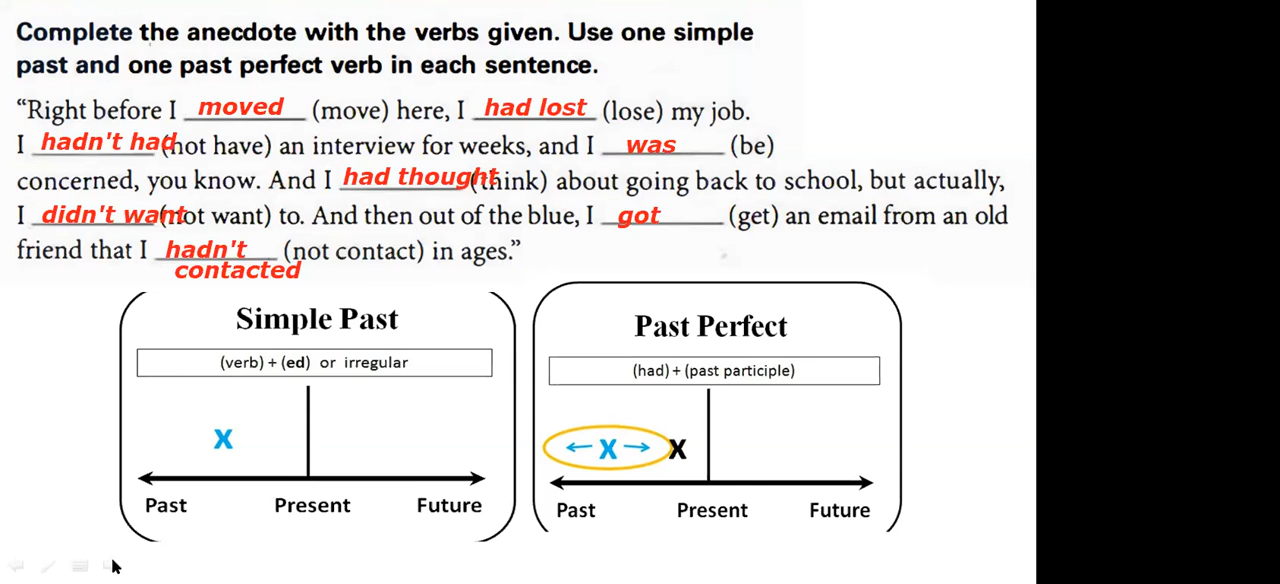 Complete the anecdote with the verbs given. Use one simple
past and one past perfect verb in each sentence.
“Right before I moved (move) here, I had lost (lose) my job.
I hadn't had (not have) an interview for weeks, and I was (be)
concerned, you know. And I had thought (think) about going back to school, but actually,
I didn't want (not want) to. And then out of the blue, I got (get) an email from an old
friend that I hadn't (not contact) in ages.”
contacted
Simple Past
(verb) + (ed) or irregular
X
Past Present Future
Past Perfect
(had) + (past participle)
X X
Past Present Future